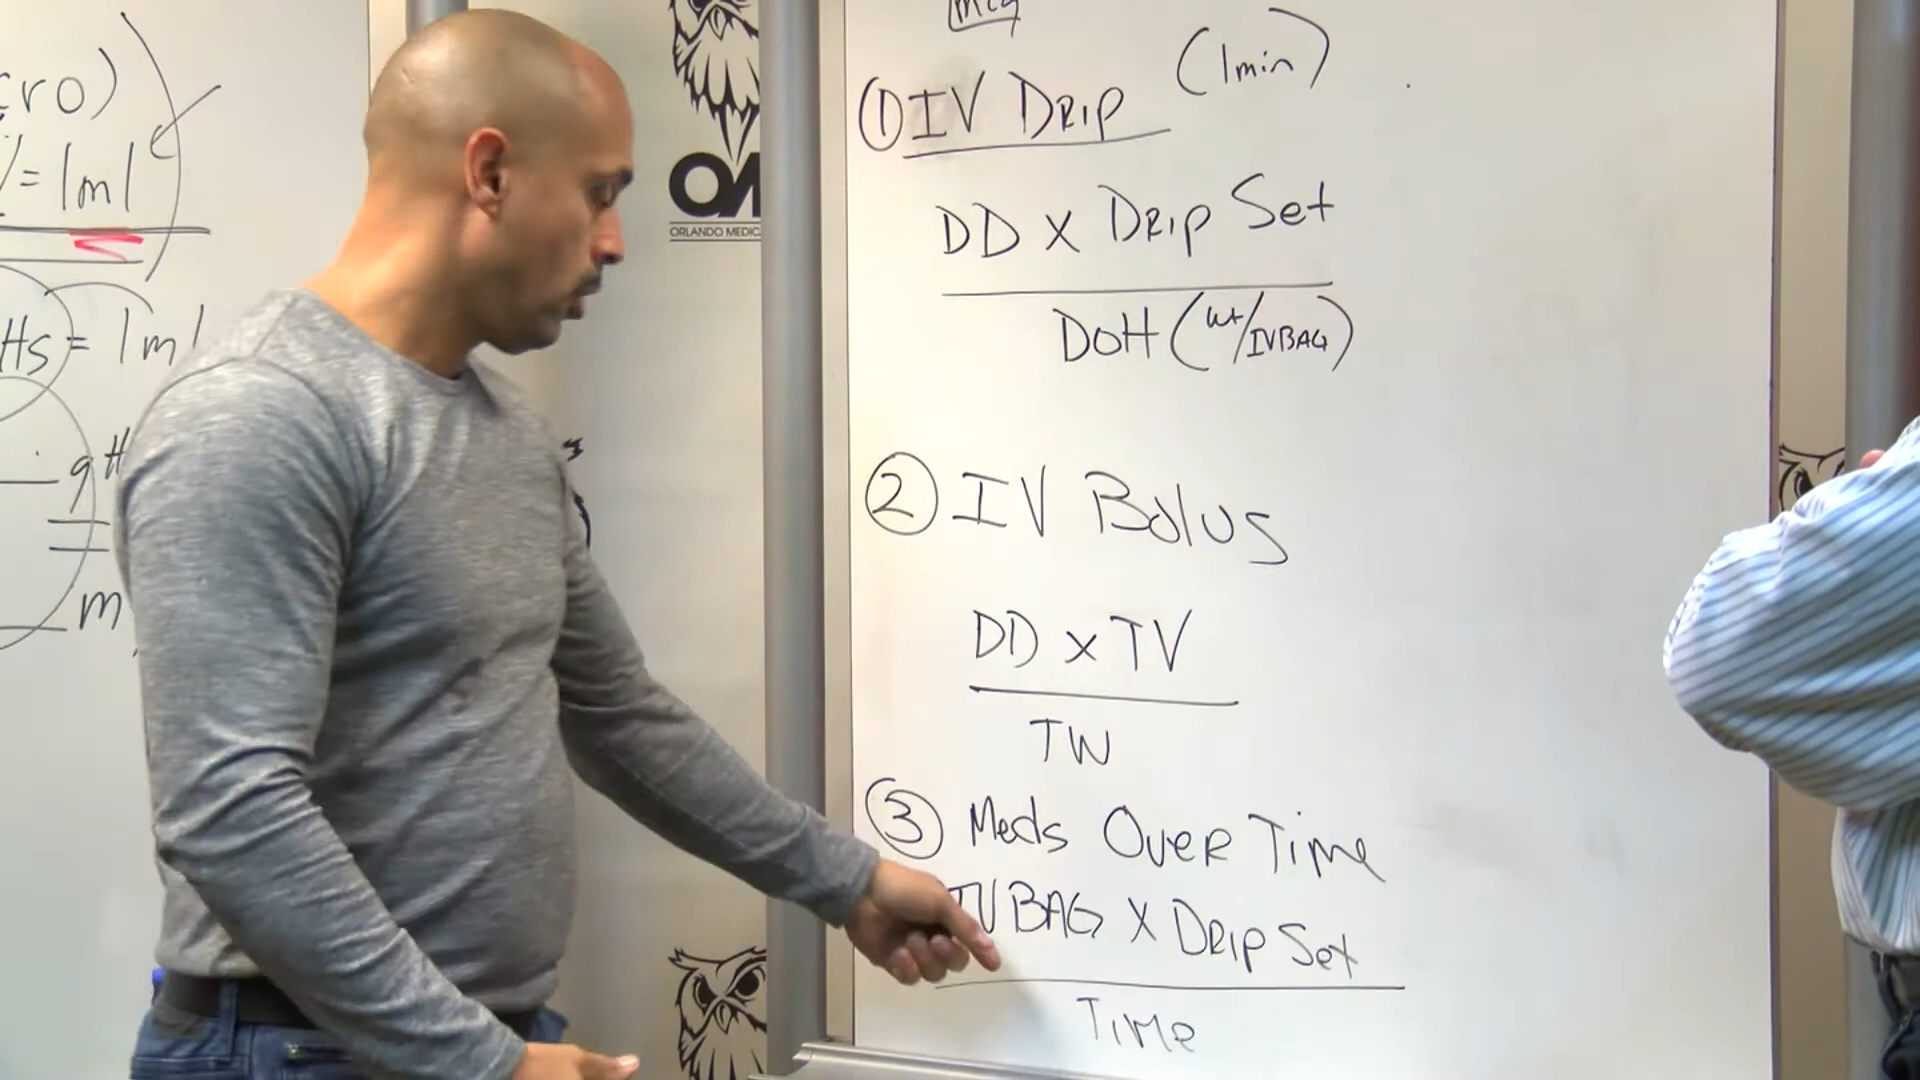 cro)
= 1ml
Hs = 1ml
gtt
m
OM
ORLANDO MEDIC
mcg
① IV Drip (1min)
DD x Drip Set
DOH (wt/IVBAG)
② IV Bolus
DD x TV
TW
③ Meds Over Time
IV BAG x Drip Set
Time